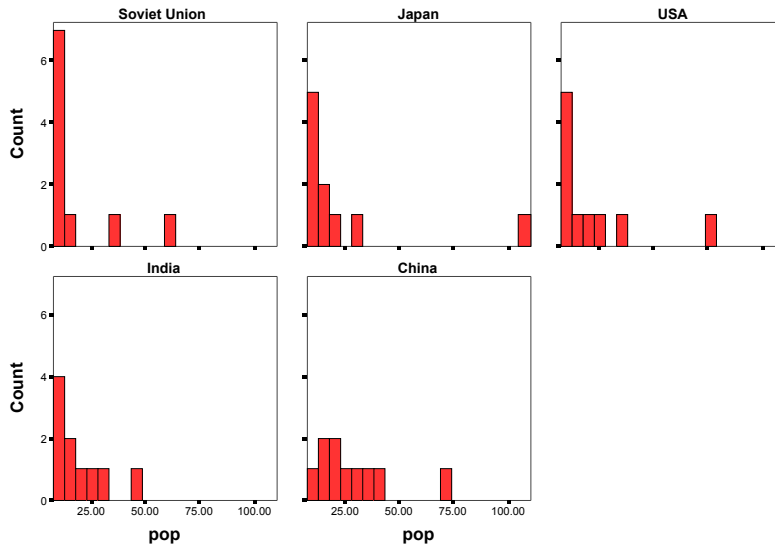 Soviet Union
Japan
USA
Count
6
4
2
0
India
China
Count
6
4
2
0
25.00 50.00 75.00 100.00
25.00 50.00 75.00 100.00
pop
pop